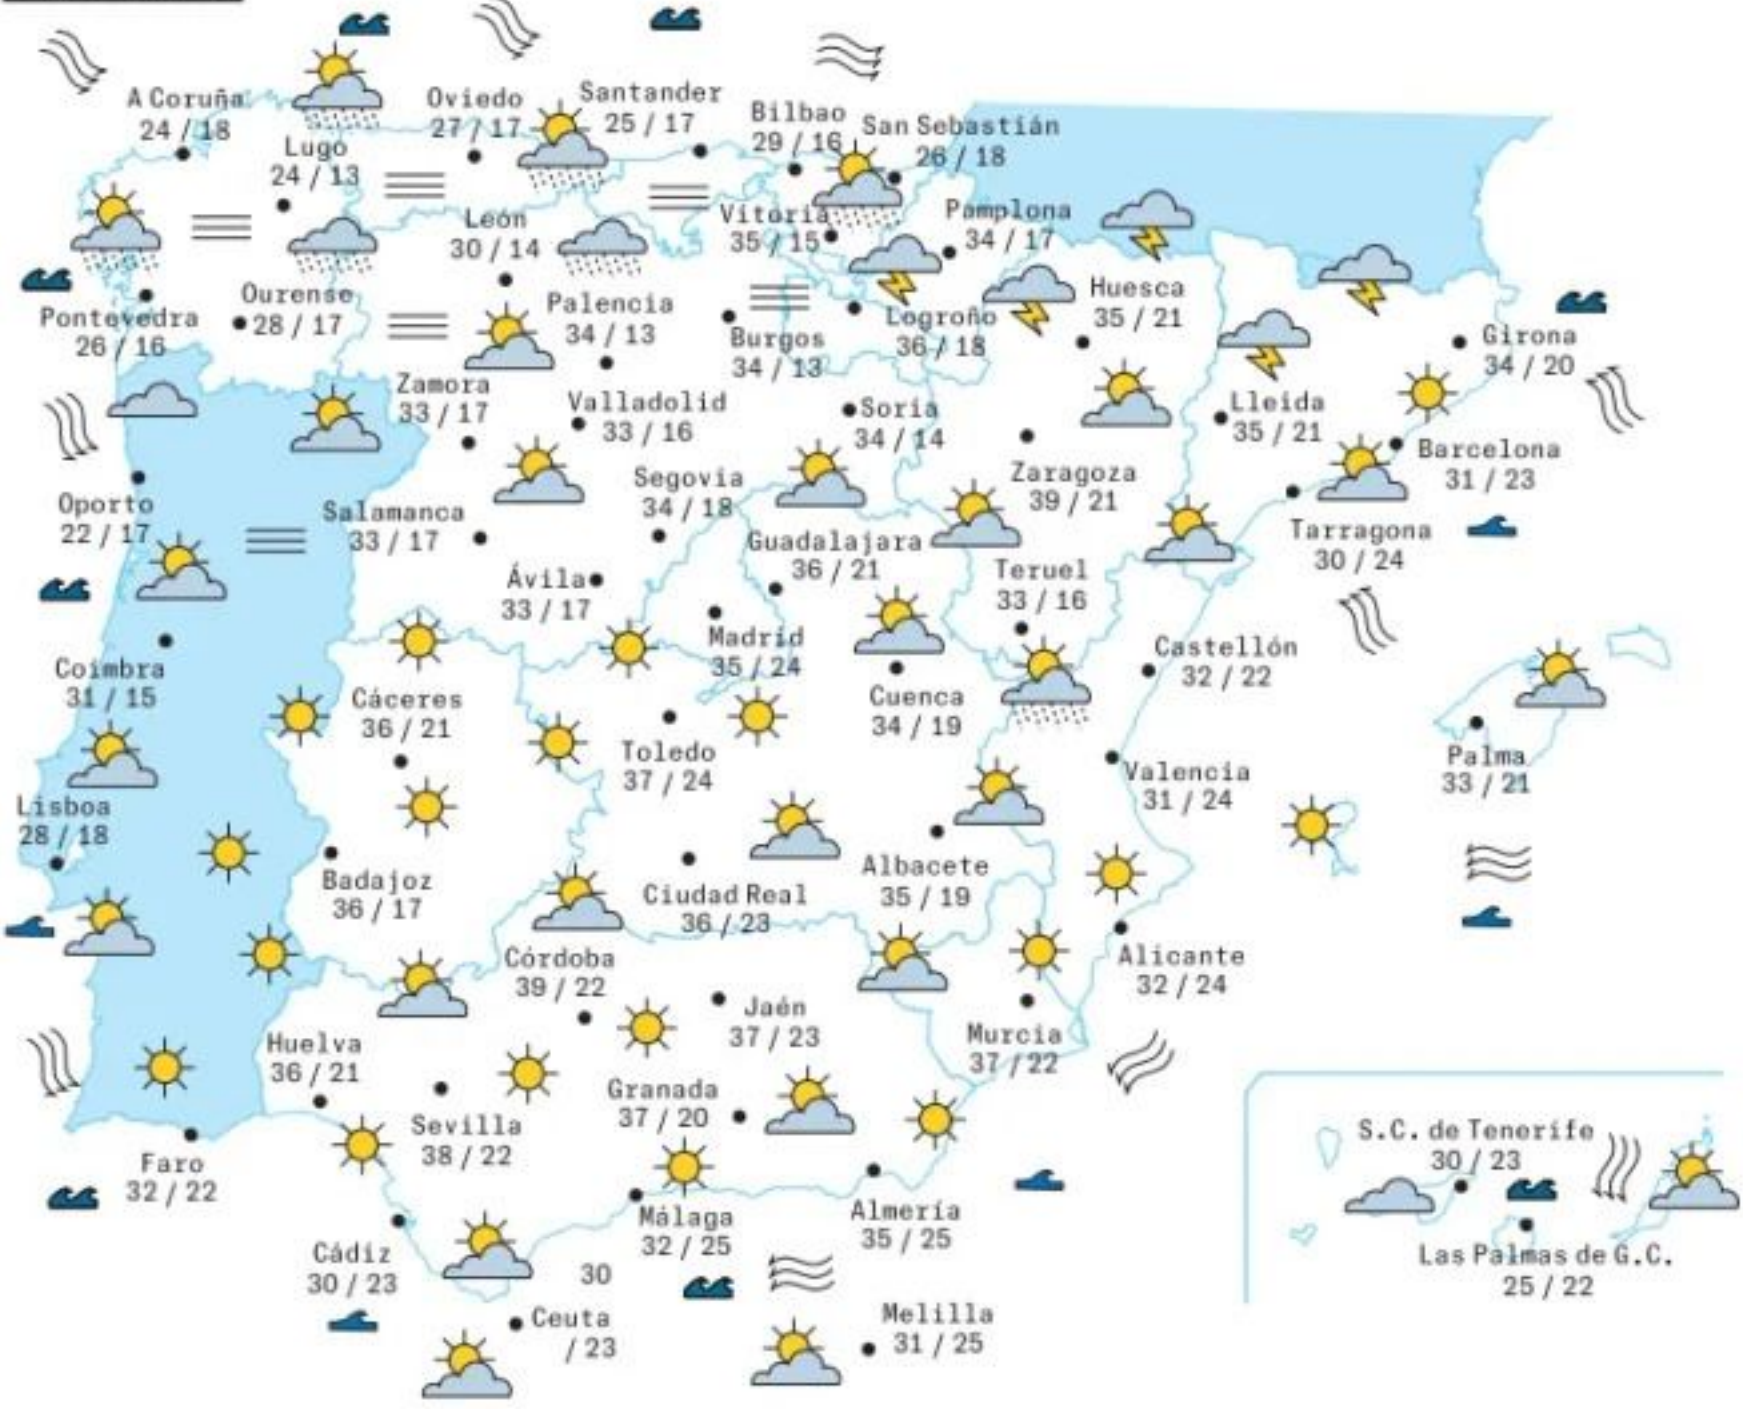 A Coruña
24 / 18
Lugo
24 / 13
Oviedo
27 / 17
Santander
25 / 17
Bilbao
29 / 16
San Sebastián
26 / 18
Vitoria
35 / 15
Pamplona
34 / 17
León
30 / 14
Pontevedra
26 / 16
Ourense
28 / 17
Palencia
34 / 13
Burgos
34 / 13
Logroño
36 / 18
Huesca
35 / 21
Girona
34 / 20
Zamora
33 / 17
Valladolid
33 / 16
Soria
34 / 14
Lleida
35 / 21
Barcelona
31 / 23
Oporto
22 / 17
Salamanca
33 / 17
Segovia
34 / 18
Zaragoza
39 / 21
Tarragona
30 / 24
Guadalajara
36 / 21
Ávila
33 / 17
Teruel
33 / 16
Madrid
35 / 24
Castellón
32 / 22
Coimbra
31 / 15
Cáceres
36 / 21
Cuenca
34 / 19
Toledo
37 / 24
Palma
33 / 21
Valencia
31 / 24
Lisboa
28 / 18
Badajoz
36 / 17
Ciudad Real
36 / 23
Albacete
35 / 19
Alicante
32 / 24
Córdoba
39 / 22
Jaén
37 / 23
Murcia
37 / 22
Huelva
36 / 21
Sevilla
38 / 22
Granada
37 / 20
Faro
32 / 22
Málaga
32 / 25
Almería
35 / 25
Cádiz
30 / 23
30
Ceuta
/ 23
Melilla
31 / 25
S.C. de Tenerife
30 / 23
Las Palmas de G.C.
25 / 22